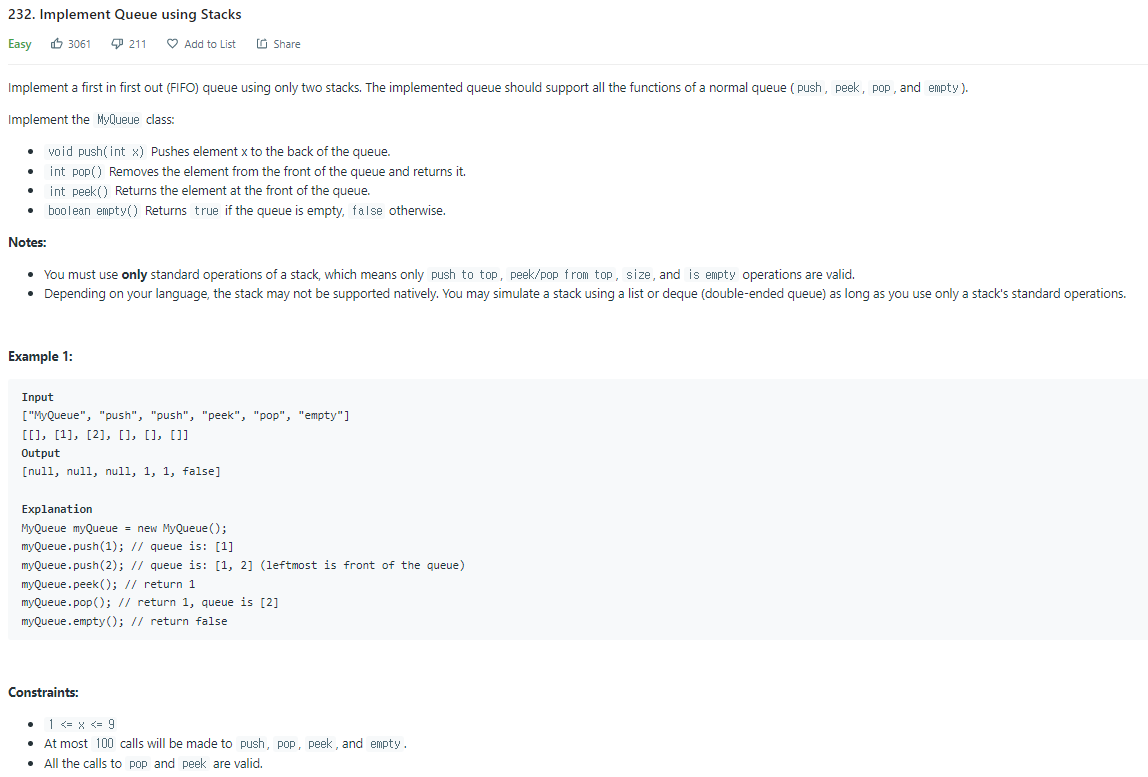 232. Implement Queue using Stacks
Easy 3061 211 Add to List Share
Implement a first in first out (FIFO) queue using only two stacks. The implemented queue should support all the functions of a normal queue ( push , peek , pop , and empty ).
Implement the MyQueue class:
• void push(int x) Pushes element x to the back of the queue.
• int pop() Removes the element from the front of the queue and returns it.
• int peek() Returns the element at the front of the queue.
• boolean empty() Returns true if the queue is empty, false otherwise.
Notes:
• You must use only standard operations of a stack, which means only push to top , peek/pop from top , size , and is empty operations are valid.
• Depending on your language, the stack may not be supported natively. You may simulate a stack using a list or deque (double-ended queue) as long as you use only a stack's standard operations.
Example 1:
Input
["MyQueue", "push", "push", "peek", "pop", "empty"]
[[], [1], [2], [], [], []]
Output
[null, null, null, 1, 1, false]
Explanation
MyQueue myQueue = new MyQueue();
myQueue.push(1); // queue is: [1]
myQueue.push(2); // queue is: [1, 2] (leftmost is front of the queue)
myQueue.peek(); // return 1
myQueue.pop(); // return 1, queue is [2]
myQueue.empty(); // return false
Constraints:
• 1 <= x <= 9
• At most 100 calls will be made to push , pop , peek , and empty .
• All the calls to pop and peek are valid.